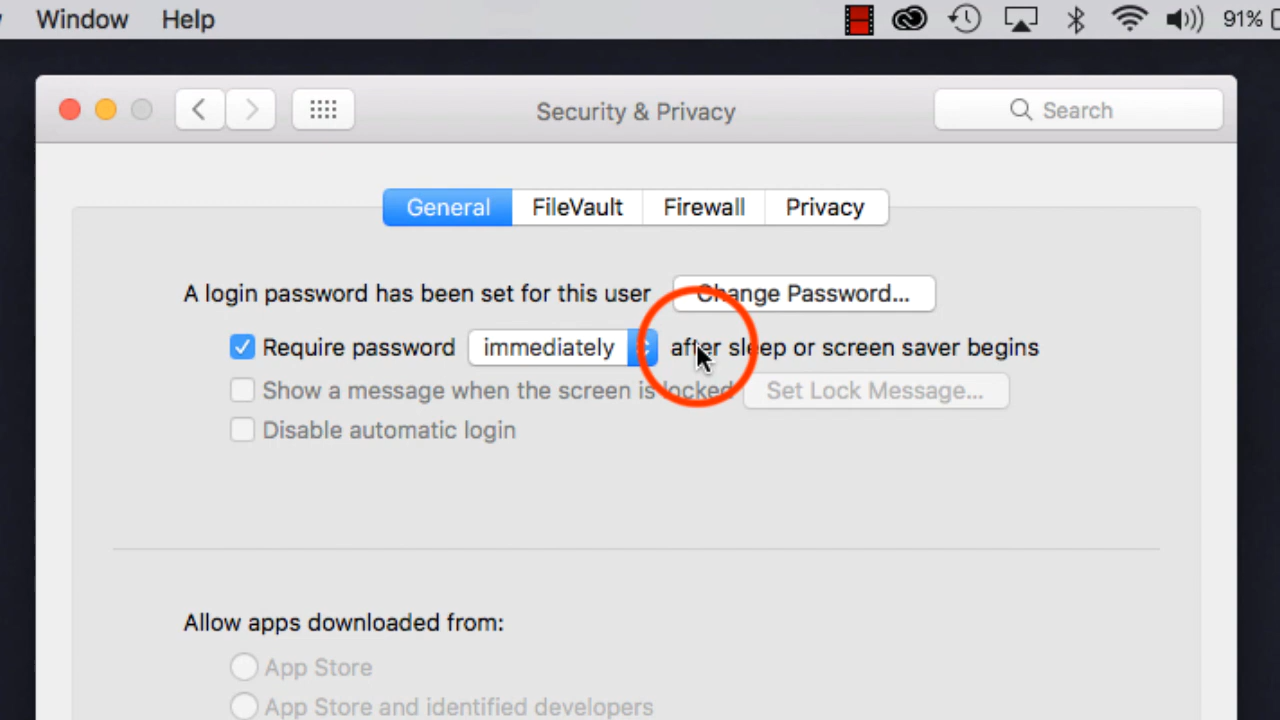 Window Help 91%
Security & Privacy Search
General FileVault Firewall Privacy
A login password has been set for this user Change Password...
Require password immediately after sleep or screen saver begins
Show a message when the screen is locked Set Lock Message...
Disable automatic login
Allow apps downloaded from:
App Store
App Store and identified developers